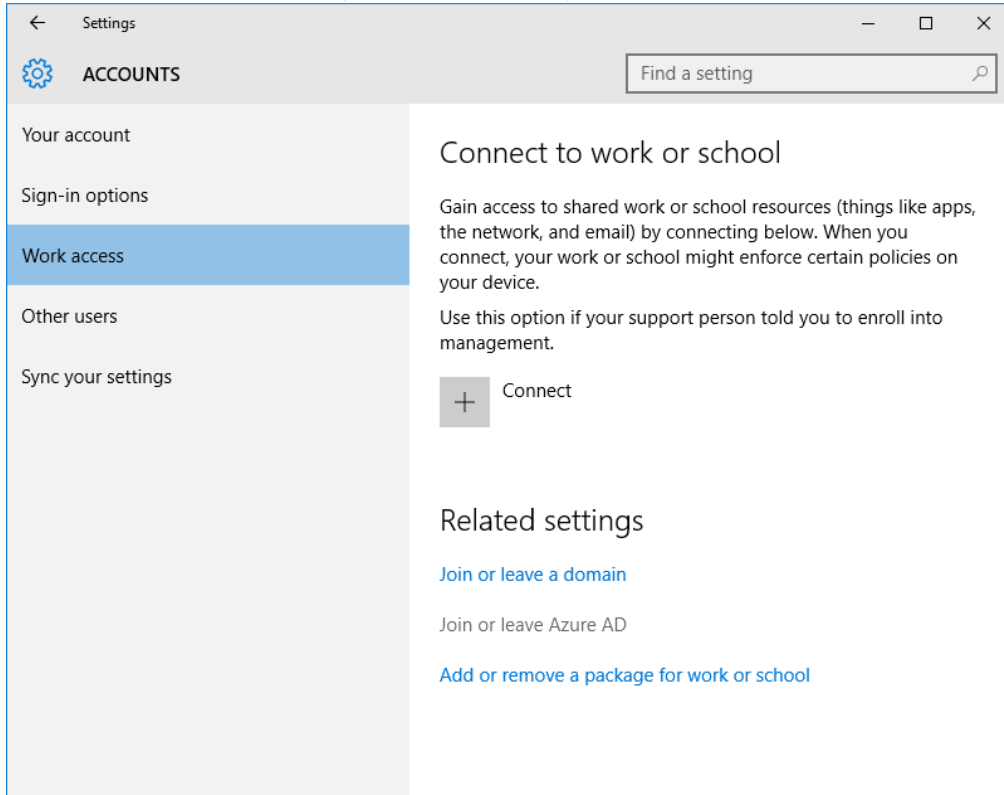 Settings
ACCOUNTS
Find a setting
Your account
Sign-in options
Work access
Other users
Sync your settings
Connect to work or school
Gain access to shared work or school resources (things like apps,
the network, and email) by connecting below. When you
connect, your work or school might enforce certain policies on
your device.
Use this option if your support person told you to enroll into
management.
Connect
Related settings
Join or leave a domain
Join or leave Azure AD
Add or remove a package for work or school